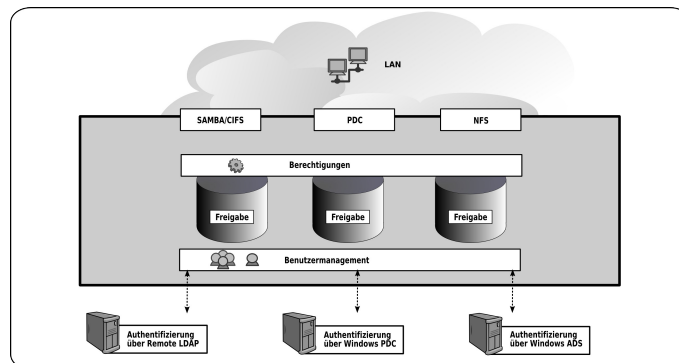 LAN
SAMBA/CIFS
PDC
NFS
Berechtigungen
Freigabe
Freigabe
Freigabe
Benutzermanagement
Authentifizierung
über Remote LDAP
Authentifizierung
über Windows PDC
Authentifizierung
über Windows ADS